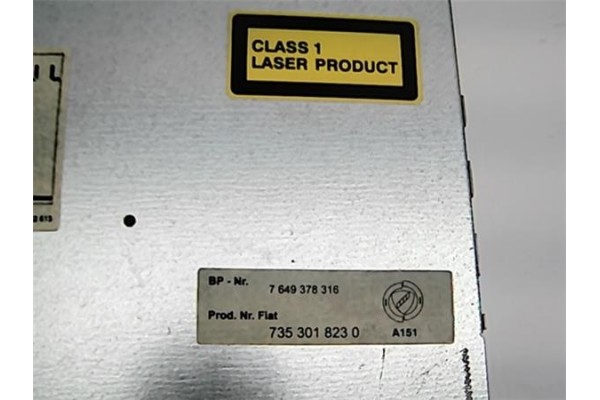 CLASS 1
LASER PRODUCT
BP - Nr. 7 649 378 316
Prod. Nr. Fiat
735 301 823 0 A151